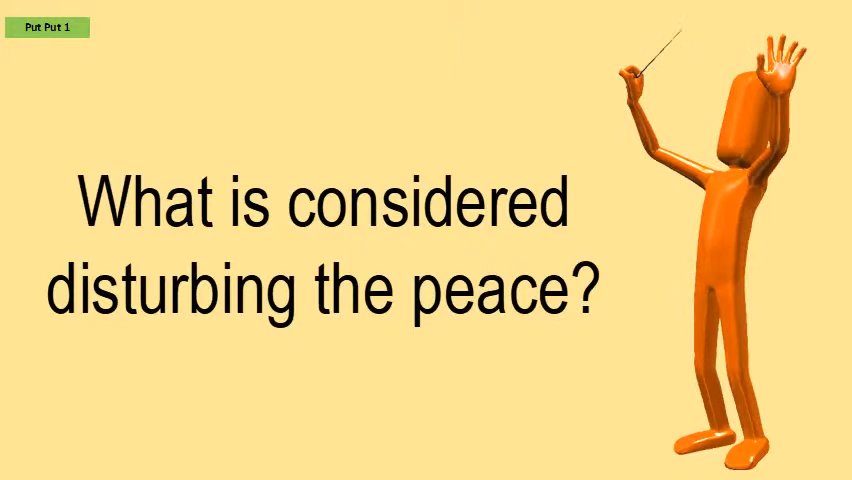 Put Put 1
What is considered
disturbing the peace?